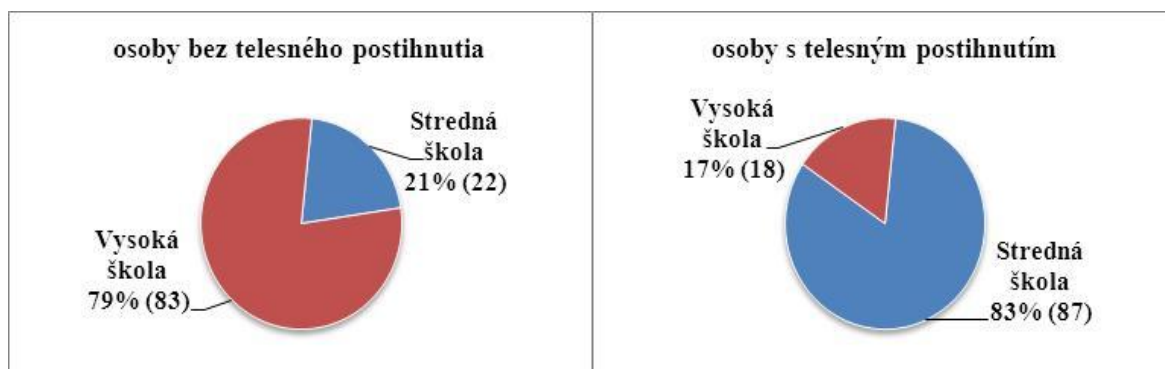 osoby bez telesného postihnutia
Stredná
škola
21% (22)
Vysoká
škola
79% (83)
osoby s telesným postihnutím
Vysoká
škola
17% (18)
Stredná
škola
83% (87)